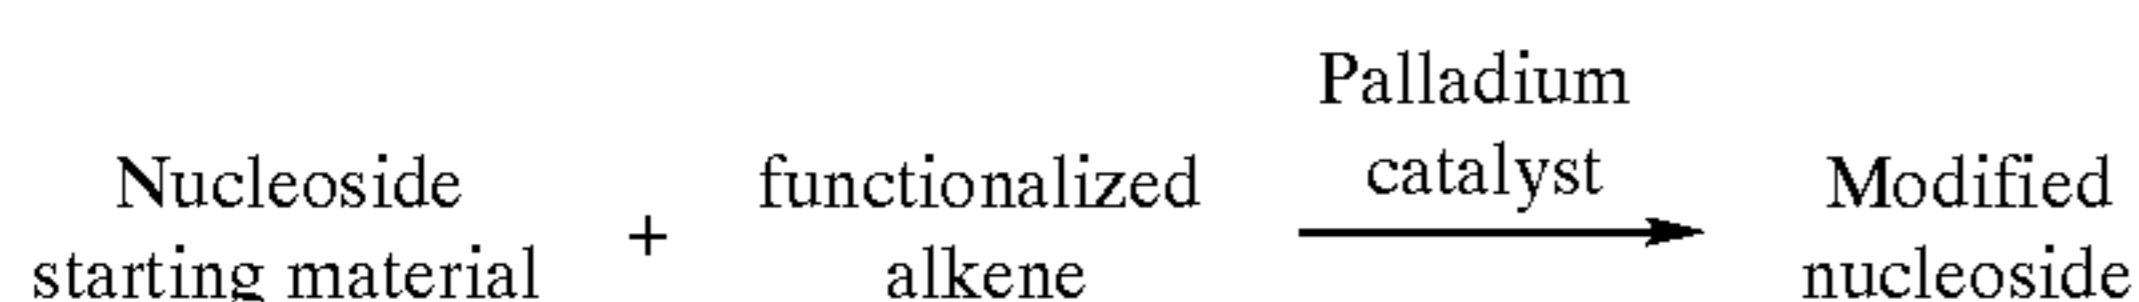 Palladium
catalyst
Nucleoside
starting material
+
functionalized
alkene
Modified
nucleoside